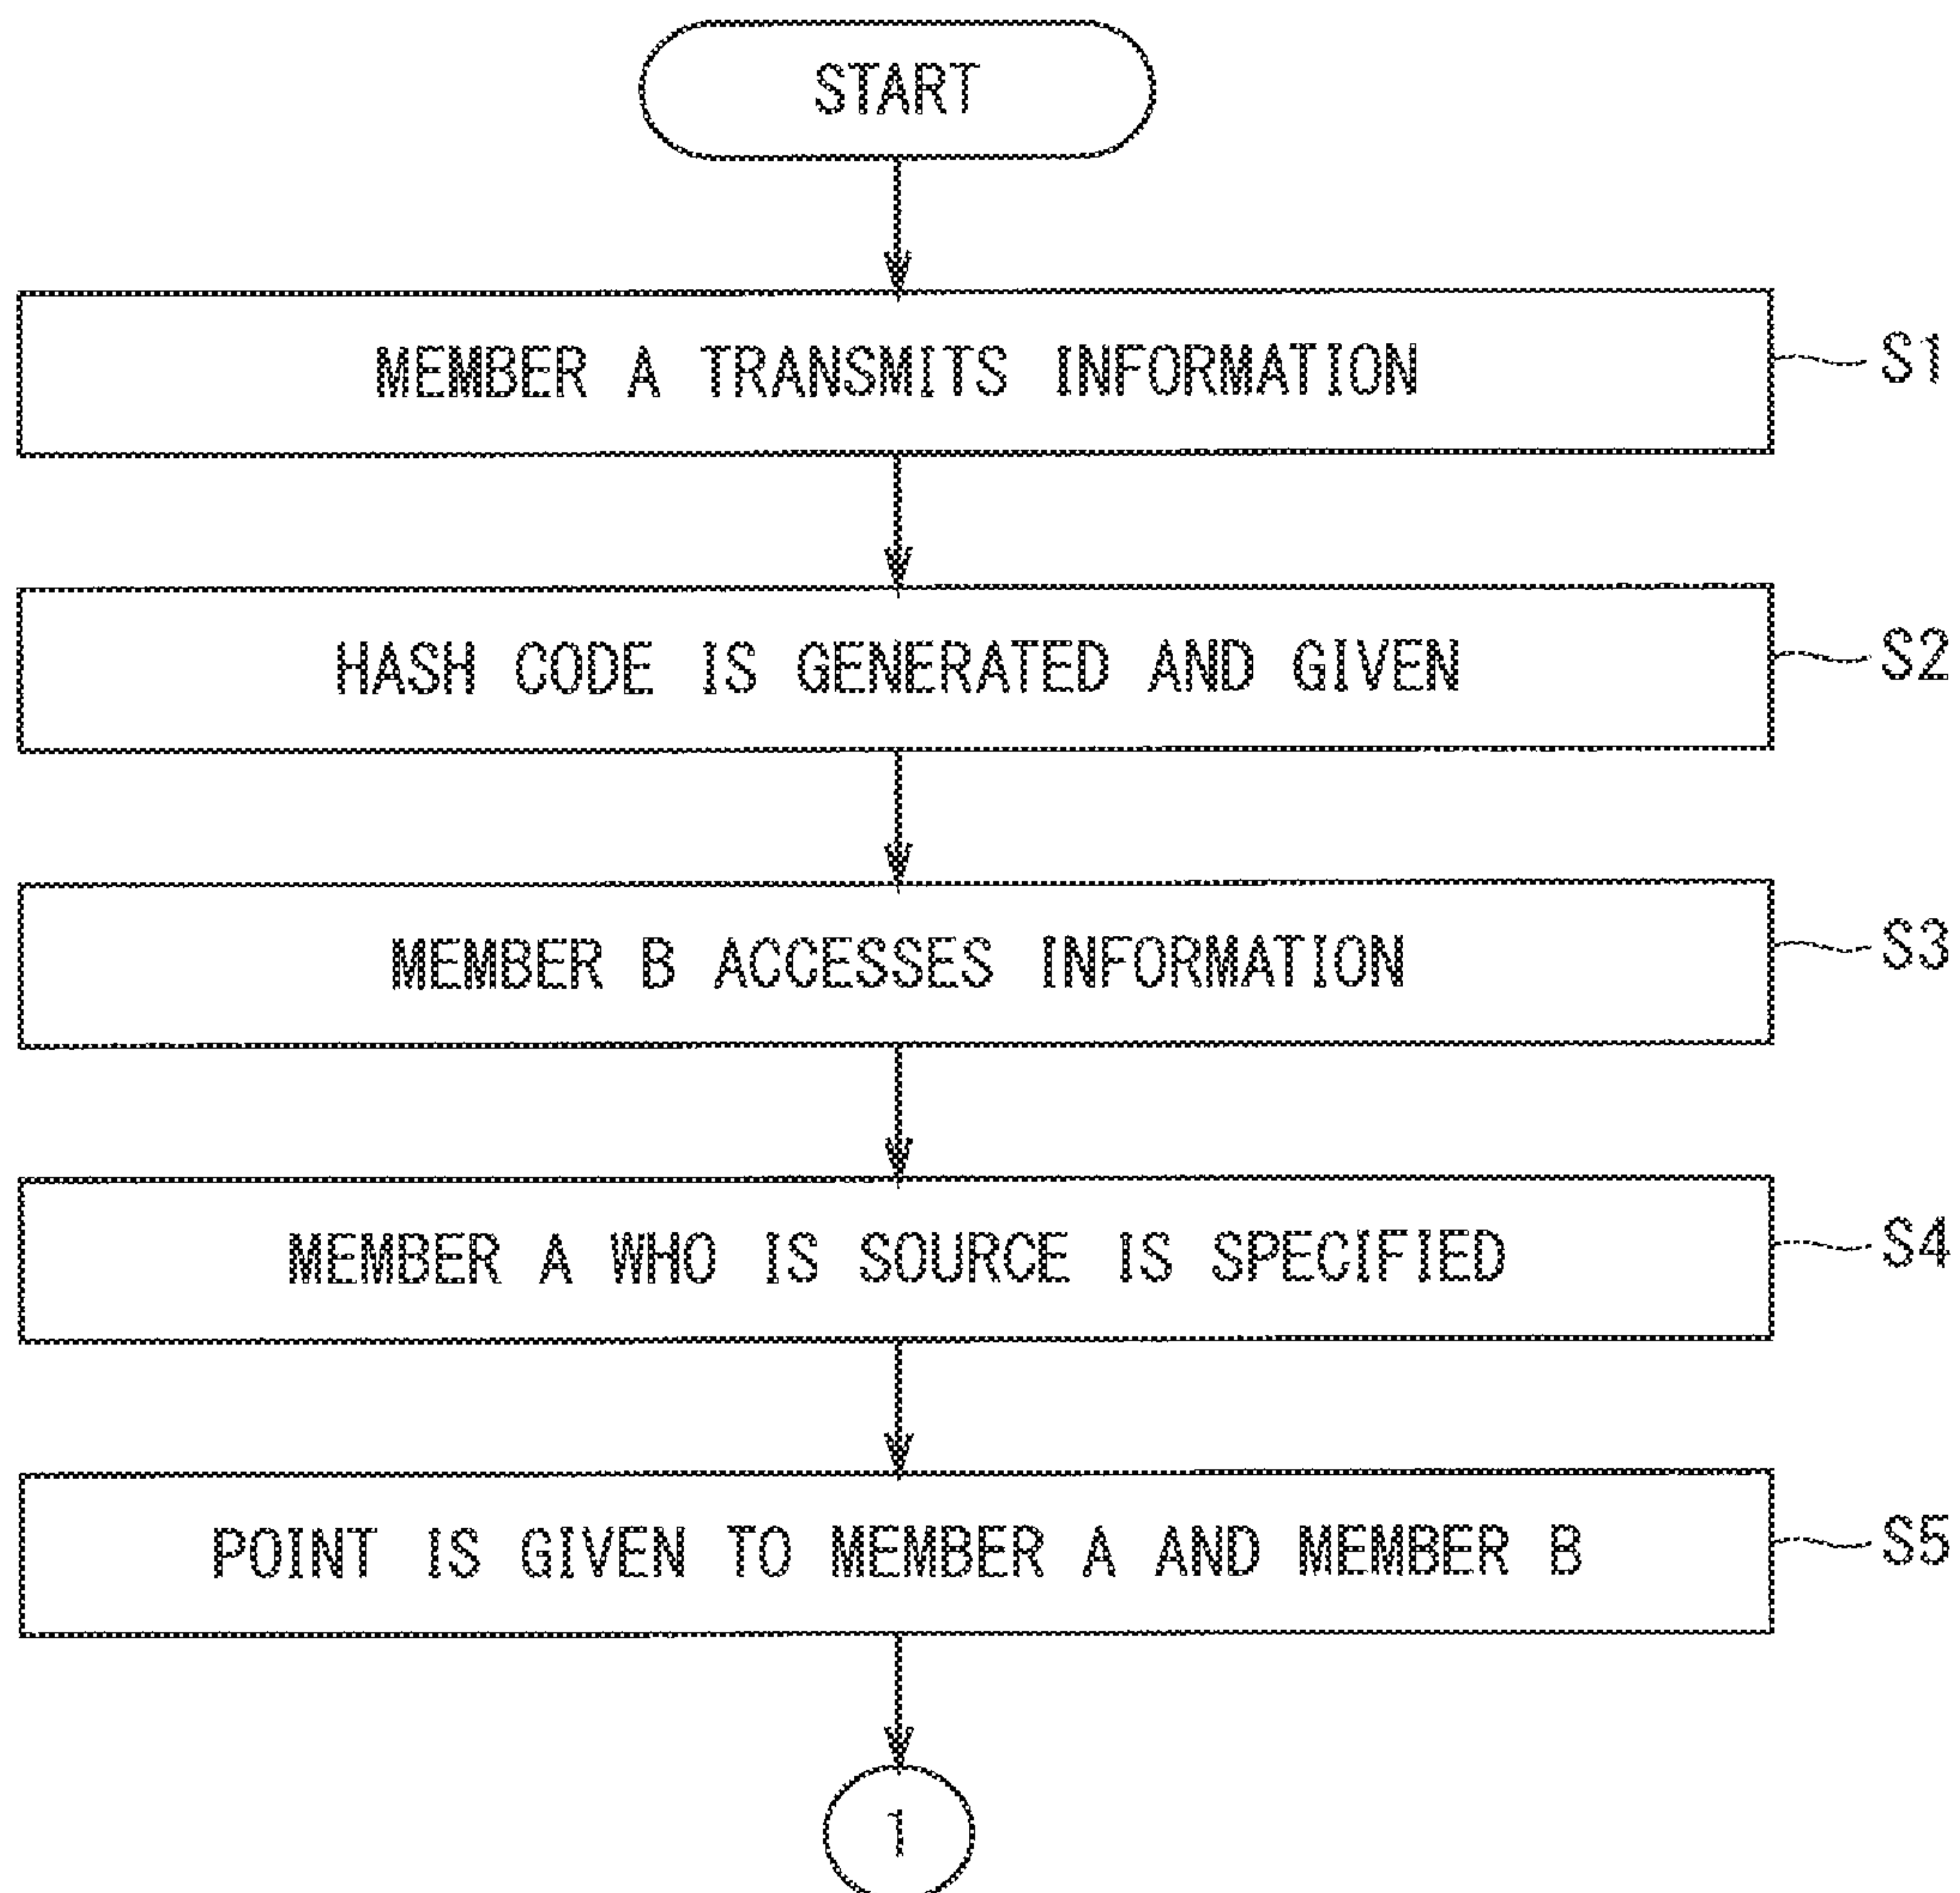 START
MEMBER A TRANSMITS INFORMATION
S1
HASH CODE IS GENERATED AND GIVEN
S2
MEMBER B ACCESSES INFORMATION
S3
MEMBER A WHO IS SOURCE IS SPECIFIED
S4
POINT IS GIVEN TO MEMBER A AND MEMBER B
S5
1